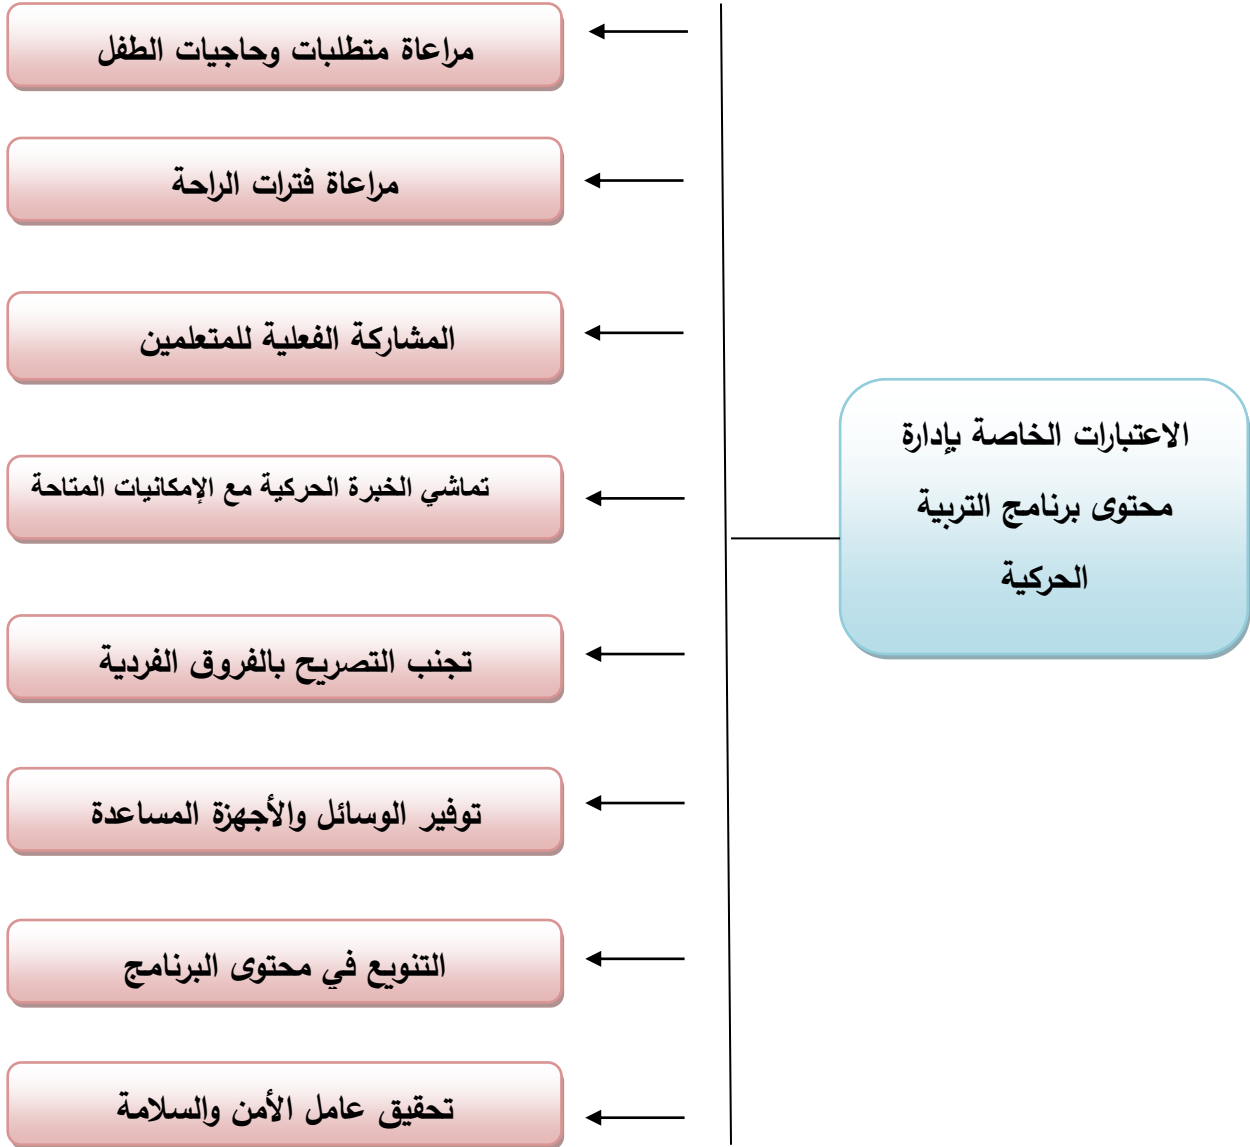 الاعتبارات الخاصة بإدارة
محتوى برنامج التربية
الحركية
مراعاة متطلبات وحاجيات الطفل
مراعاة فترات الراحة
المشاركة الفعلية للمتعلمين
تماشي الخبرة الحركية مع الإمكانيات المتاحة
تجنب التصريح بالفروق الفردية
توفير الوسائل والأجهزة المساعدة
التنويع في محتوى البرنامج
تحقيق عامل الأمن والسلامة